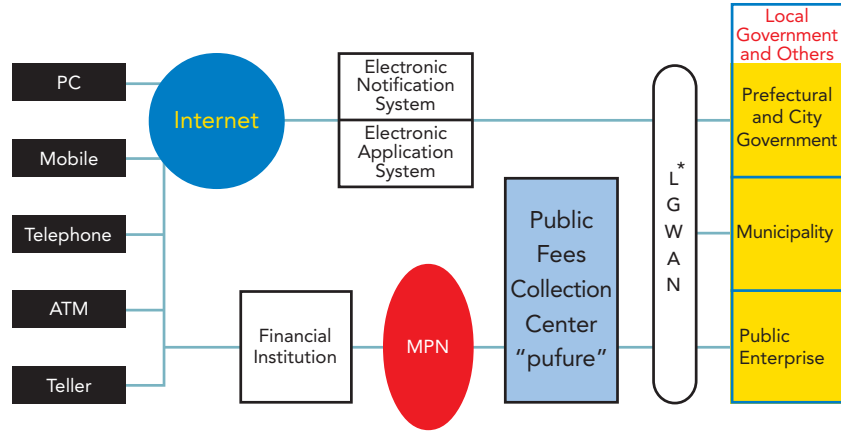 PC
Mobile
Telephone
ATM
Teller
Internet
Electronic
Notification
System
Electronic
Application
System
Financial
Institution
MPN
Public
Fees
Collection
Center
"pufure"
L*
G
W
A
N
Local
Government
and Others
Prefectural
and City
Government
Municipality
Public
Enterprise